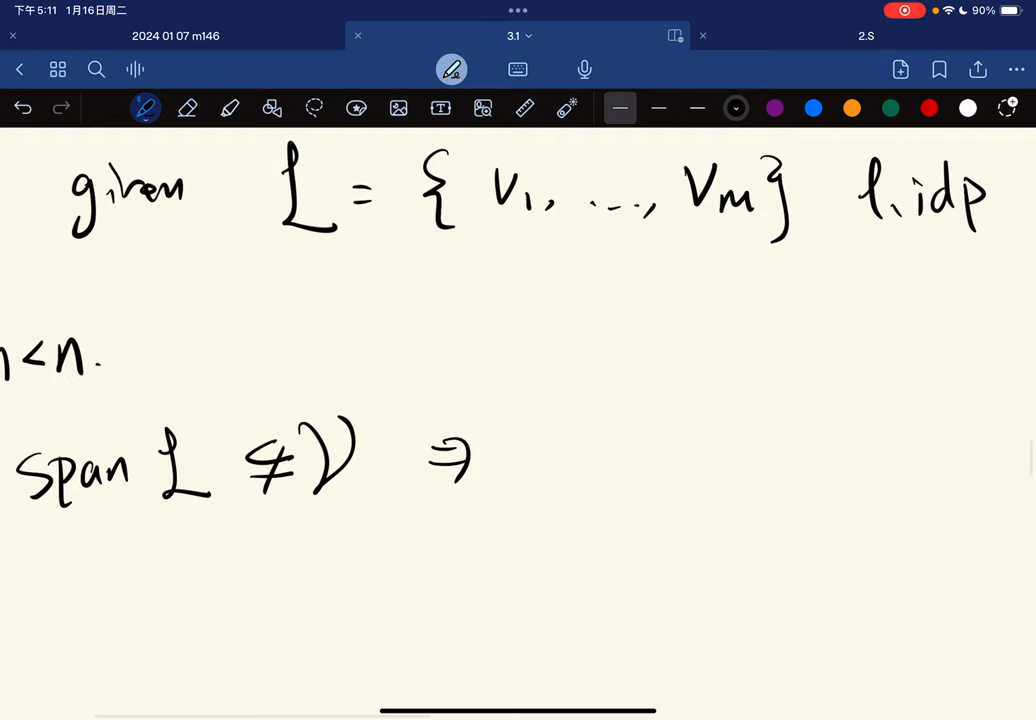 下午5:11 1月16日周二
90%
2024 01 07 m146
3.1
2.S
given L = { v₁, ..., vₘ } l.idp
< n.
span L ⊊ V ⇒